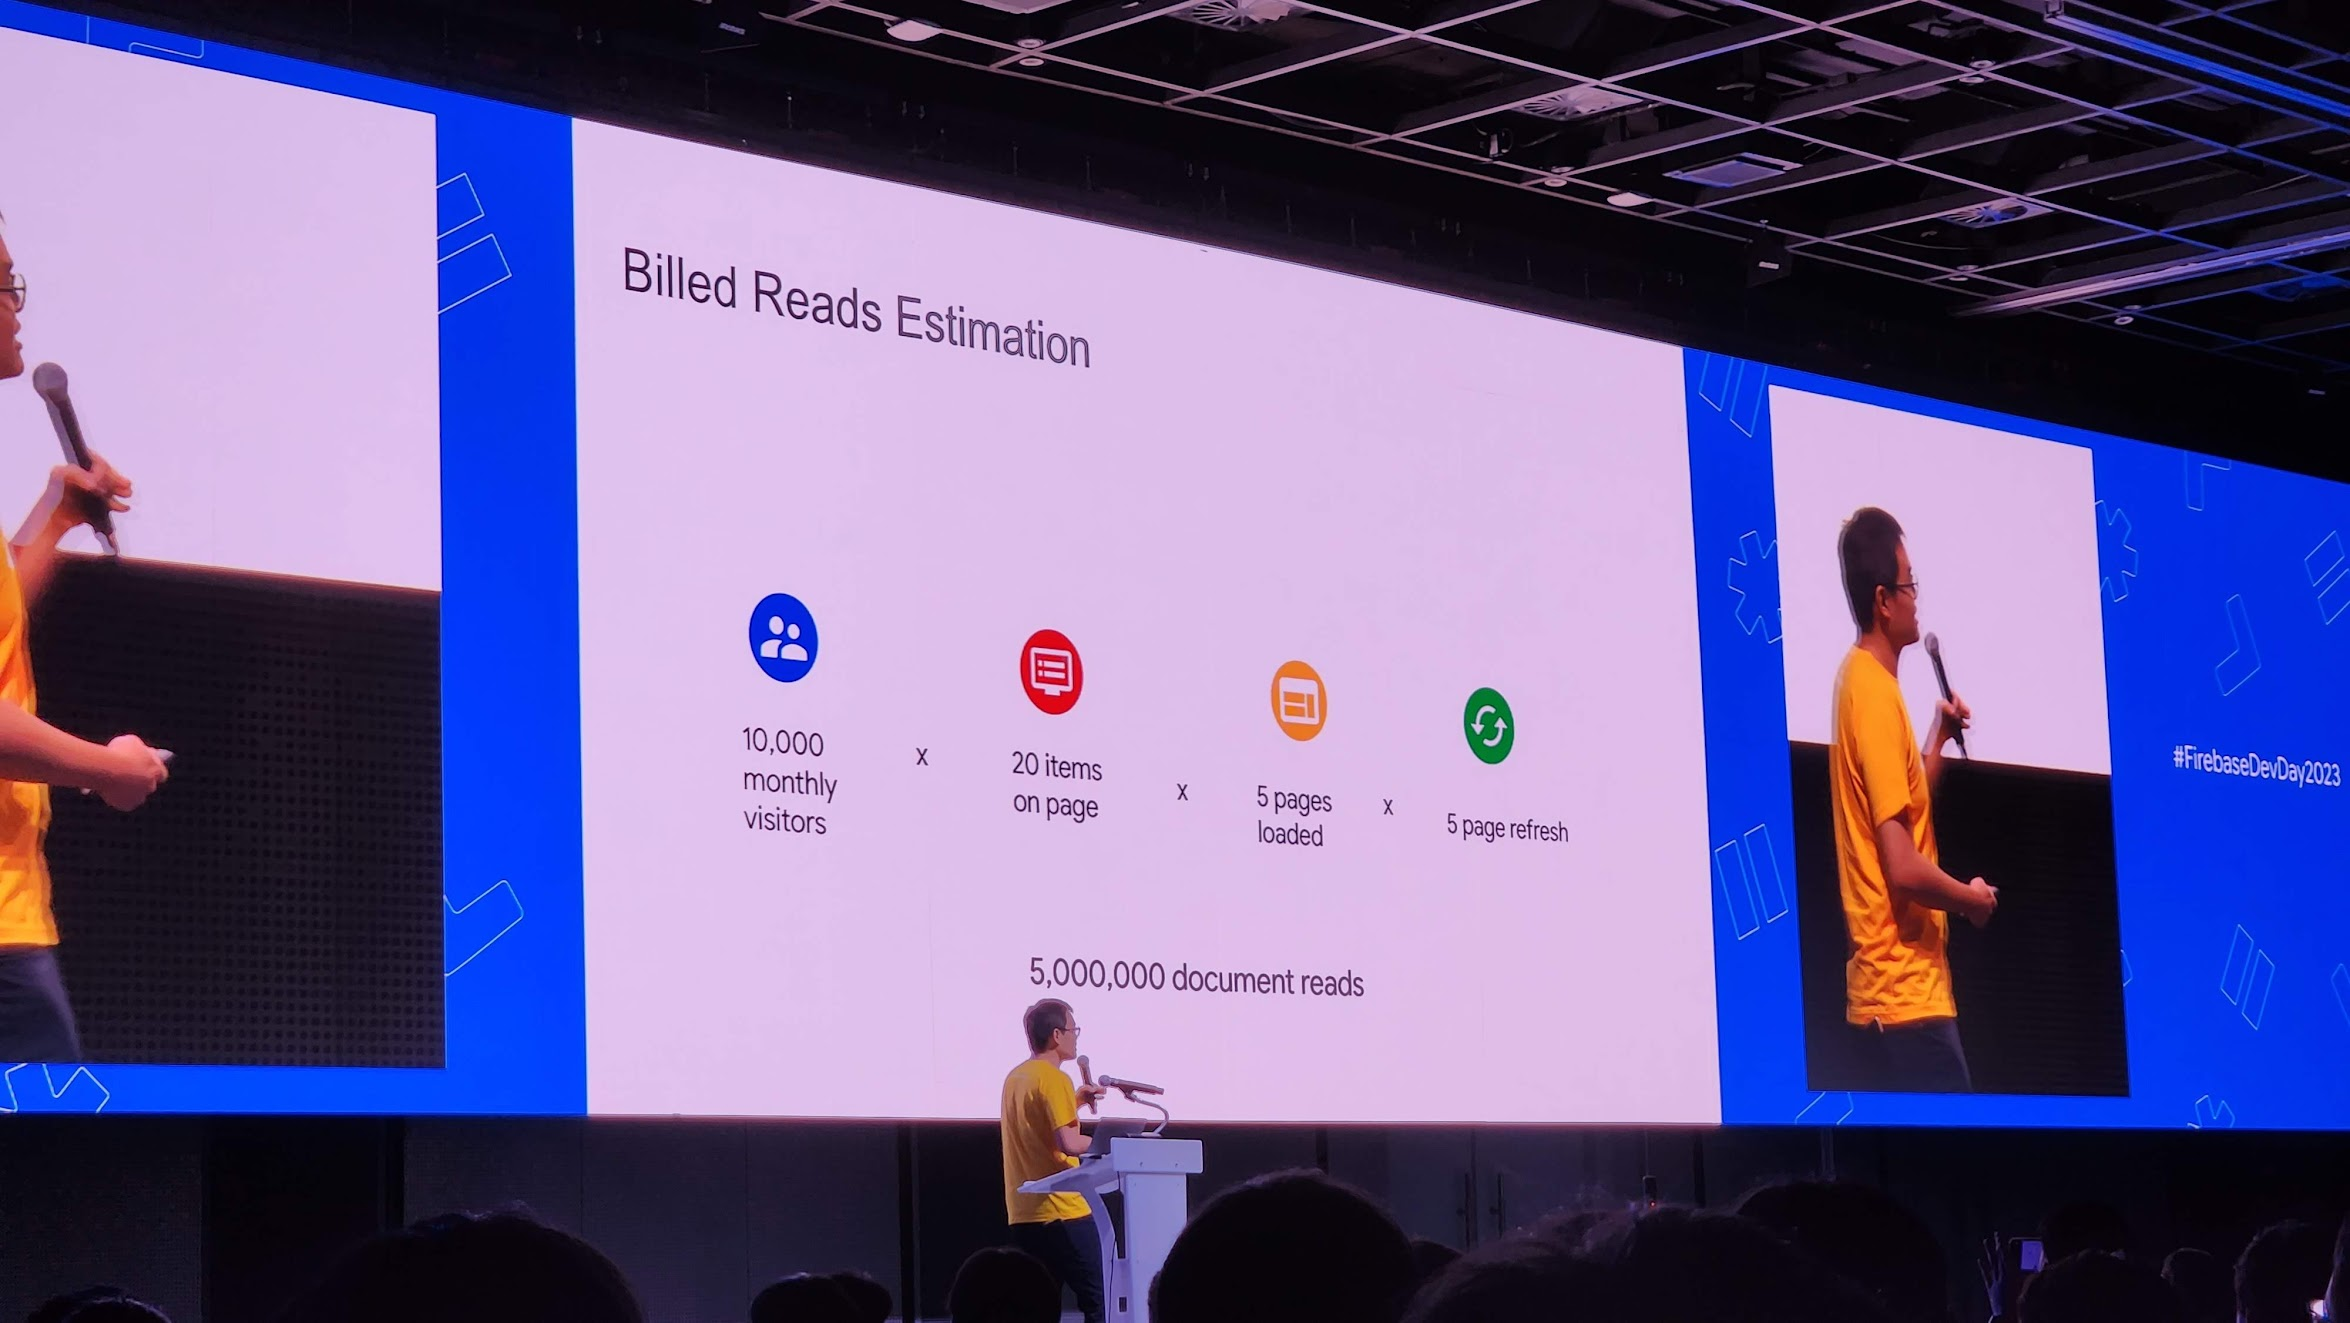 Billed Reads Estimation
10,000
monthly
visitors
x
20 items
on page
x
5 pages
loaded
x
5 page refresh
5,000,000 document reads
#FirebaseDevDay2023